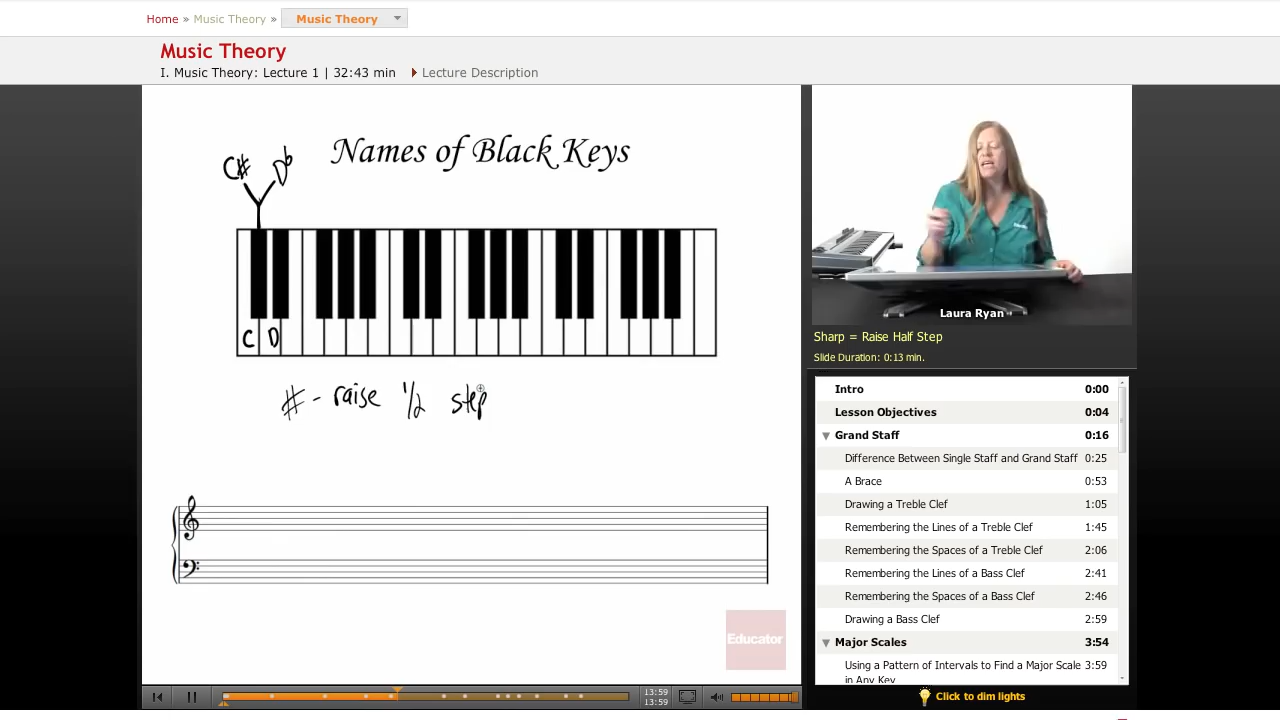 Home » Music Theory » Music Theory
Music Theory
I. Music Theory: Lecture 1 | 32:43 min Lecture Description
Names of Black Keys
C# Db
C D
# - raise 1/2 step
Educator
Laura Ryan
Sharp = Raise Half Step
Slide Duration: 0:13 min.
Intro 0:00
Lesson Objectives 0:04
Grand Staff 0:16
Difference Between Single Staff and Grand Staff 0:25
A Brace 0:53
Drawing a Treble Clef 1:05
Remembering the Lines of a Treble Clef 1:45
Remembering the Spaces of a Treble Clef 2:06
Remembering the Lines of a Bass Clef 2:41
Remembering the Spaces of a Bass Clef 2:46
Drawing a Bass Clef 2:59
Major Scales 3:54
Using a Pattern of Intervals to Find a Major Scale 3:59
in Any Key
13:59
13:59
Click to dim lights